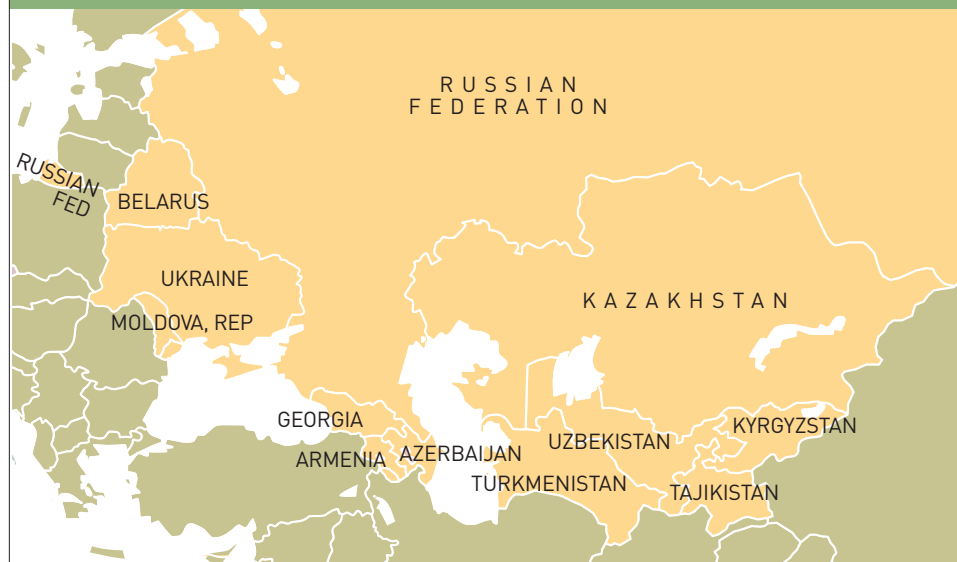 RUSSIAN
FEDERATION
RUSSIAN
FED
BELARUS
UKRAINE
KAZAKHSTAN
MOLDOVA, REP
GEORGIA
KYRGYZSTAN
UZBEKISTAN
ARMENIA
AZERBAIJAN
TURKMENISTAN
TAJIKISTAN